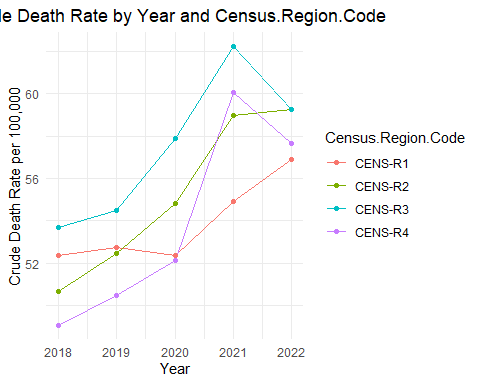 le Death Rate by Year and Census.Region.Code
Crude Death Rate per 100,000
60
56
52
2018 2019 2020 2021 2022
Year
Census.Region.Code
CENS-R1
CENS-R2
CENS-R3
CENS-R4